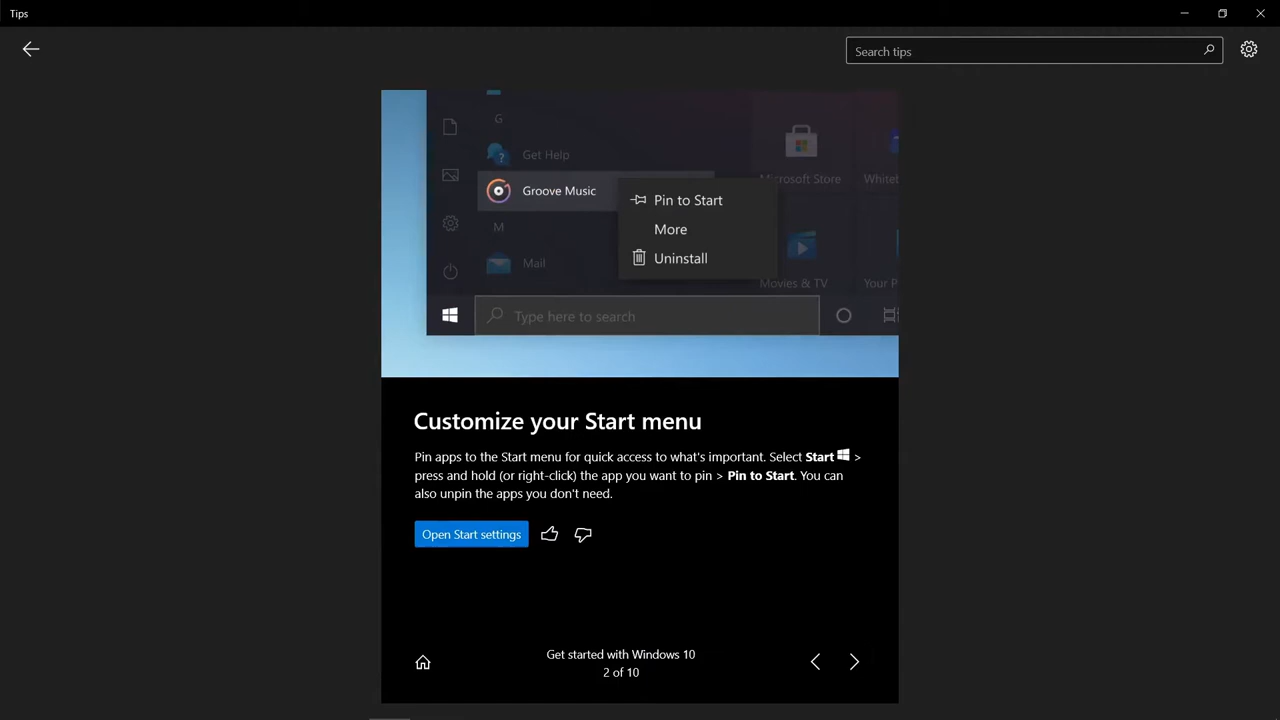 Tips
Search tips
G
Get Help
Microsoft Store
Groove Music
Pin to Start
M
More
Mail
Uninstall
Movies & TV
Your P
Type here to search
Customize your Start menu
Pin apps to the Start menu for quick access to what's important. Select Start >
press and hold (or right-click) the app you want to pin > Pin to Start. You can
also unpin the apps you don't need.
Open Start settings
Get started with Windows 10
2 of 10